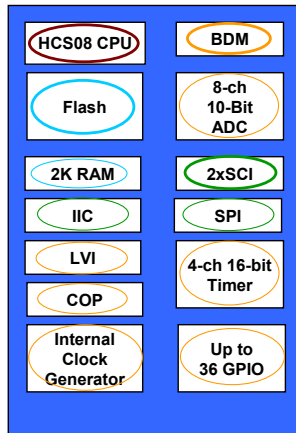 HCS08 CPU
BDM
Flash
8-ch
10-Bit
ADC
2K RAM
2xSCI
IIC
SPI
LVI
4-ch 16-bit
Timer
COP
Internal
Clock
Generator
Up to
36 GPIO